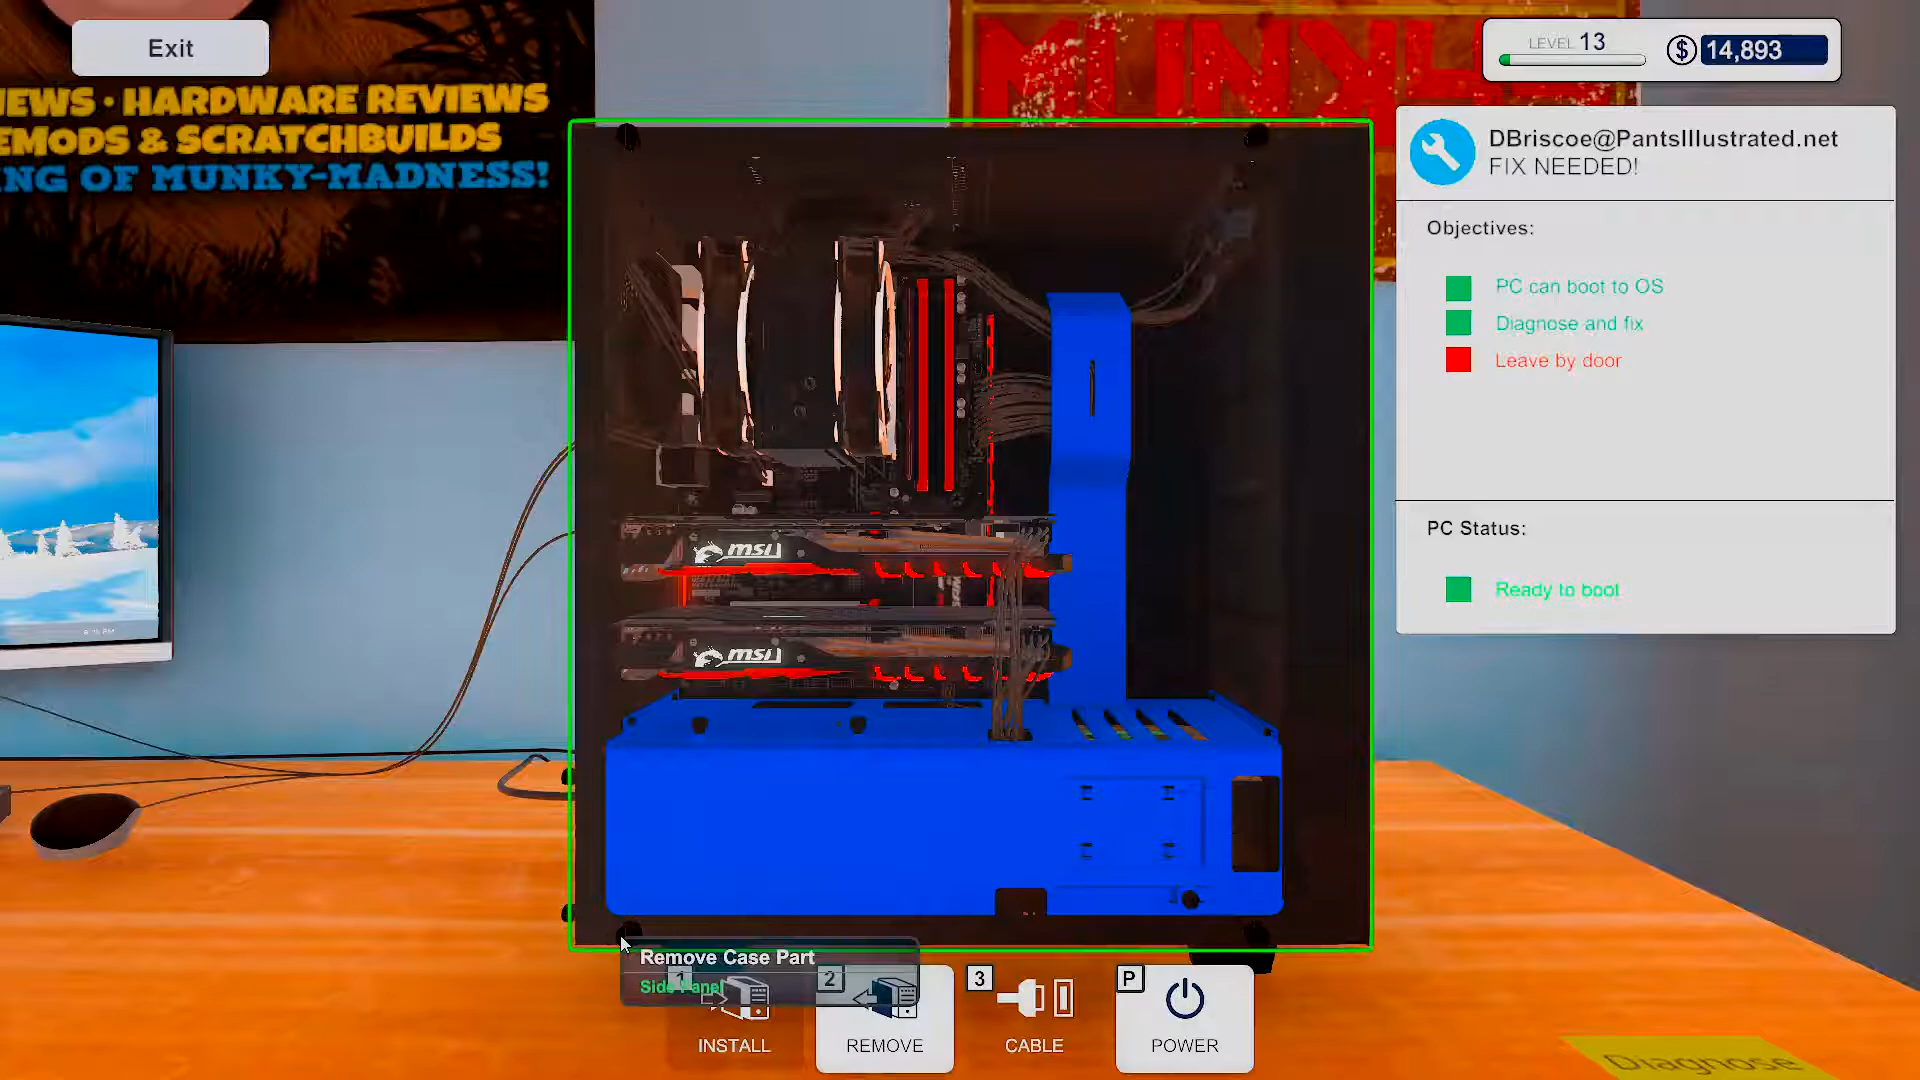 Exit
EWS • HARDWARE REVIEWS
EMODS & SCRATCHBUILDS
NG OF MUNKY-MADNESS!
MUNKY
LEVEL 13
$ 14,893
DBriscoe@PantsIllustrated.net
FIX NEEDED!
Objectives:
PC can boot to OS
Diagnose and fix
Leave by door
PC Status:
Ready to boot
msi
msi
Remove Case Part
Side Panel
1
2
3
P
INSTALL
REMOVE
CABLE
POWER
Diagnose